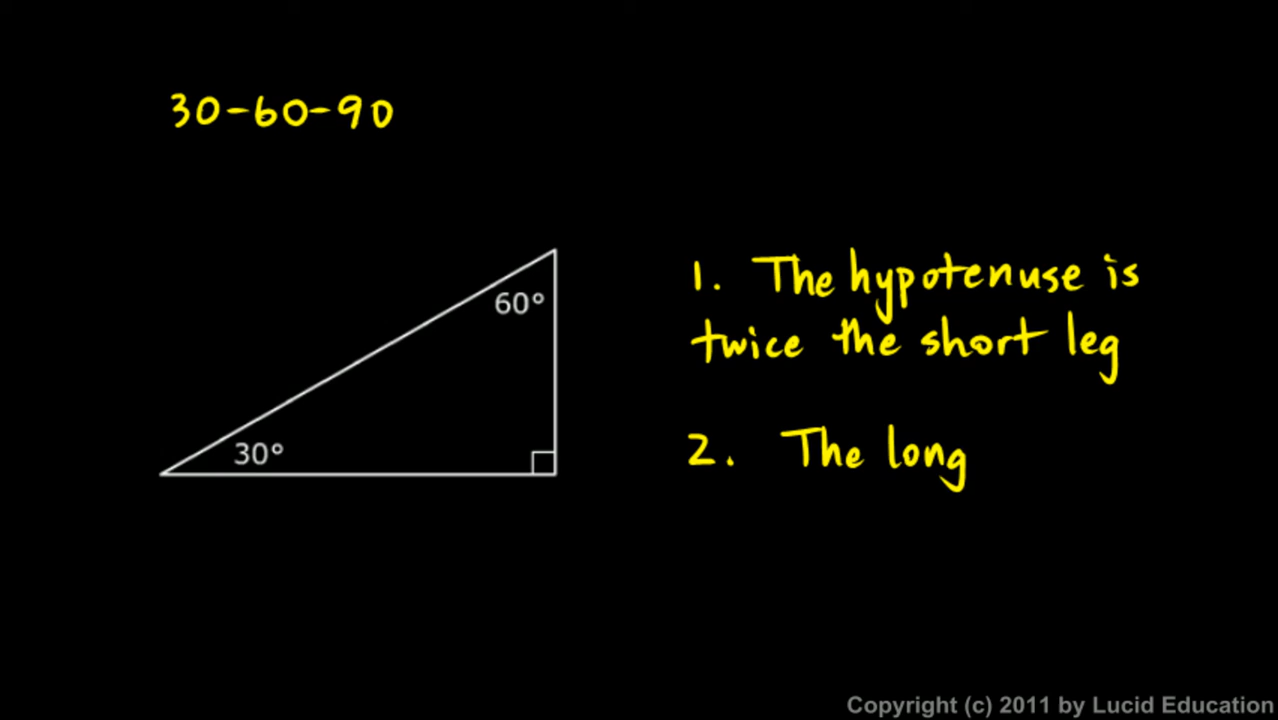 30-60-90
60°
30°
1. The hypotenuse is
twice the short leg
2. The long
Copyright (c) 2011 by Lucid Education